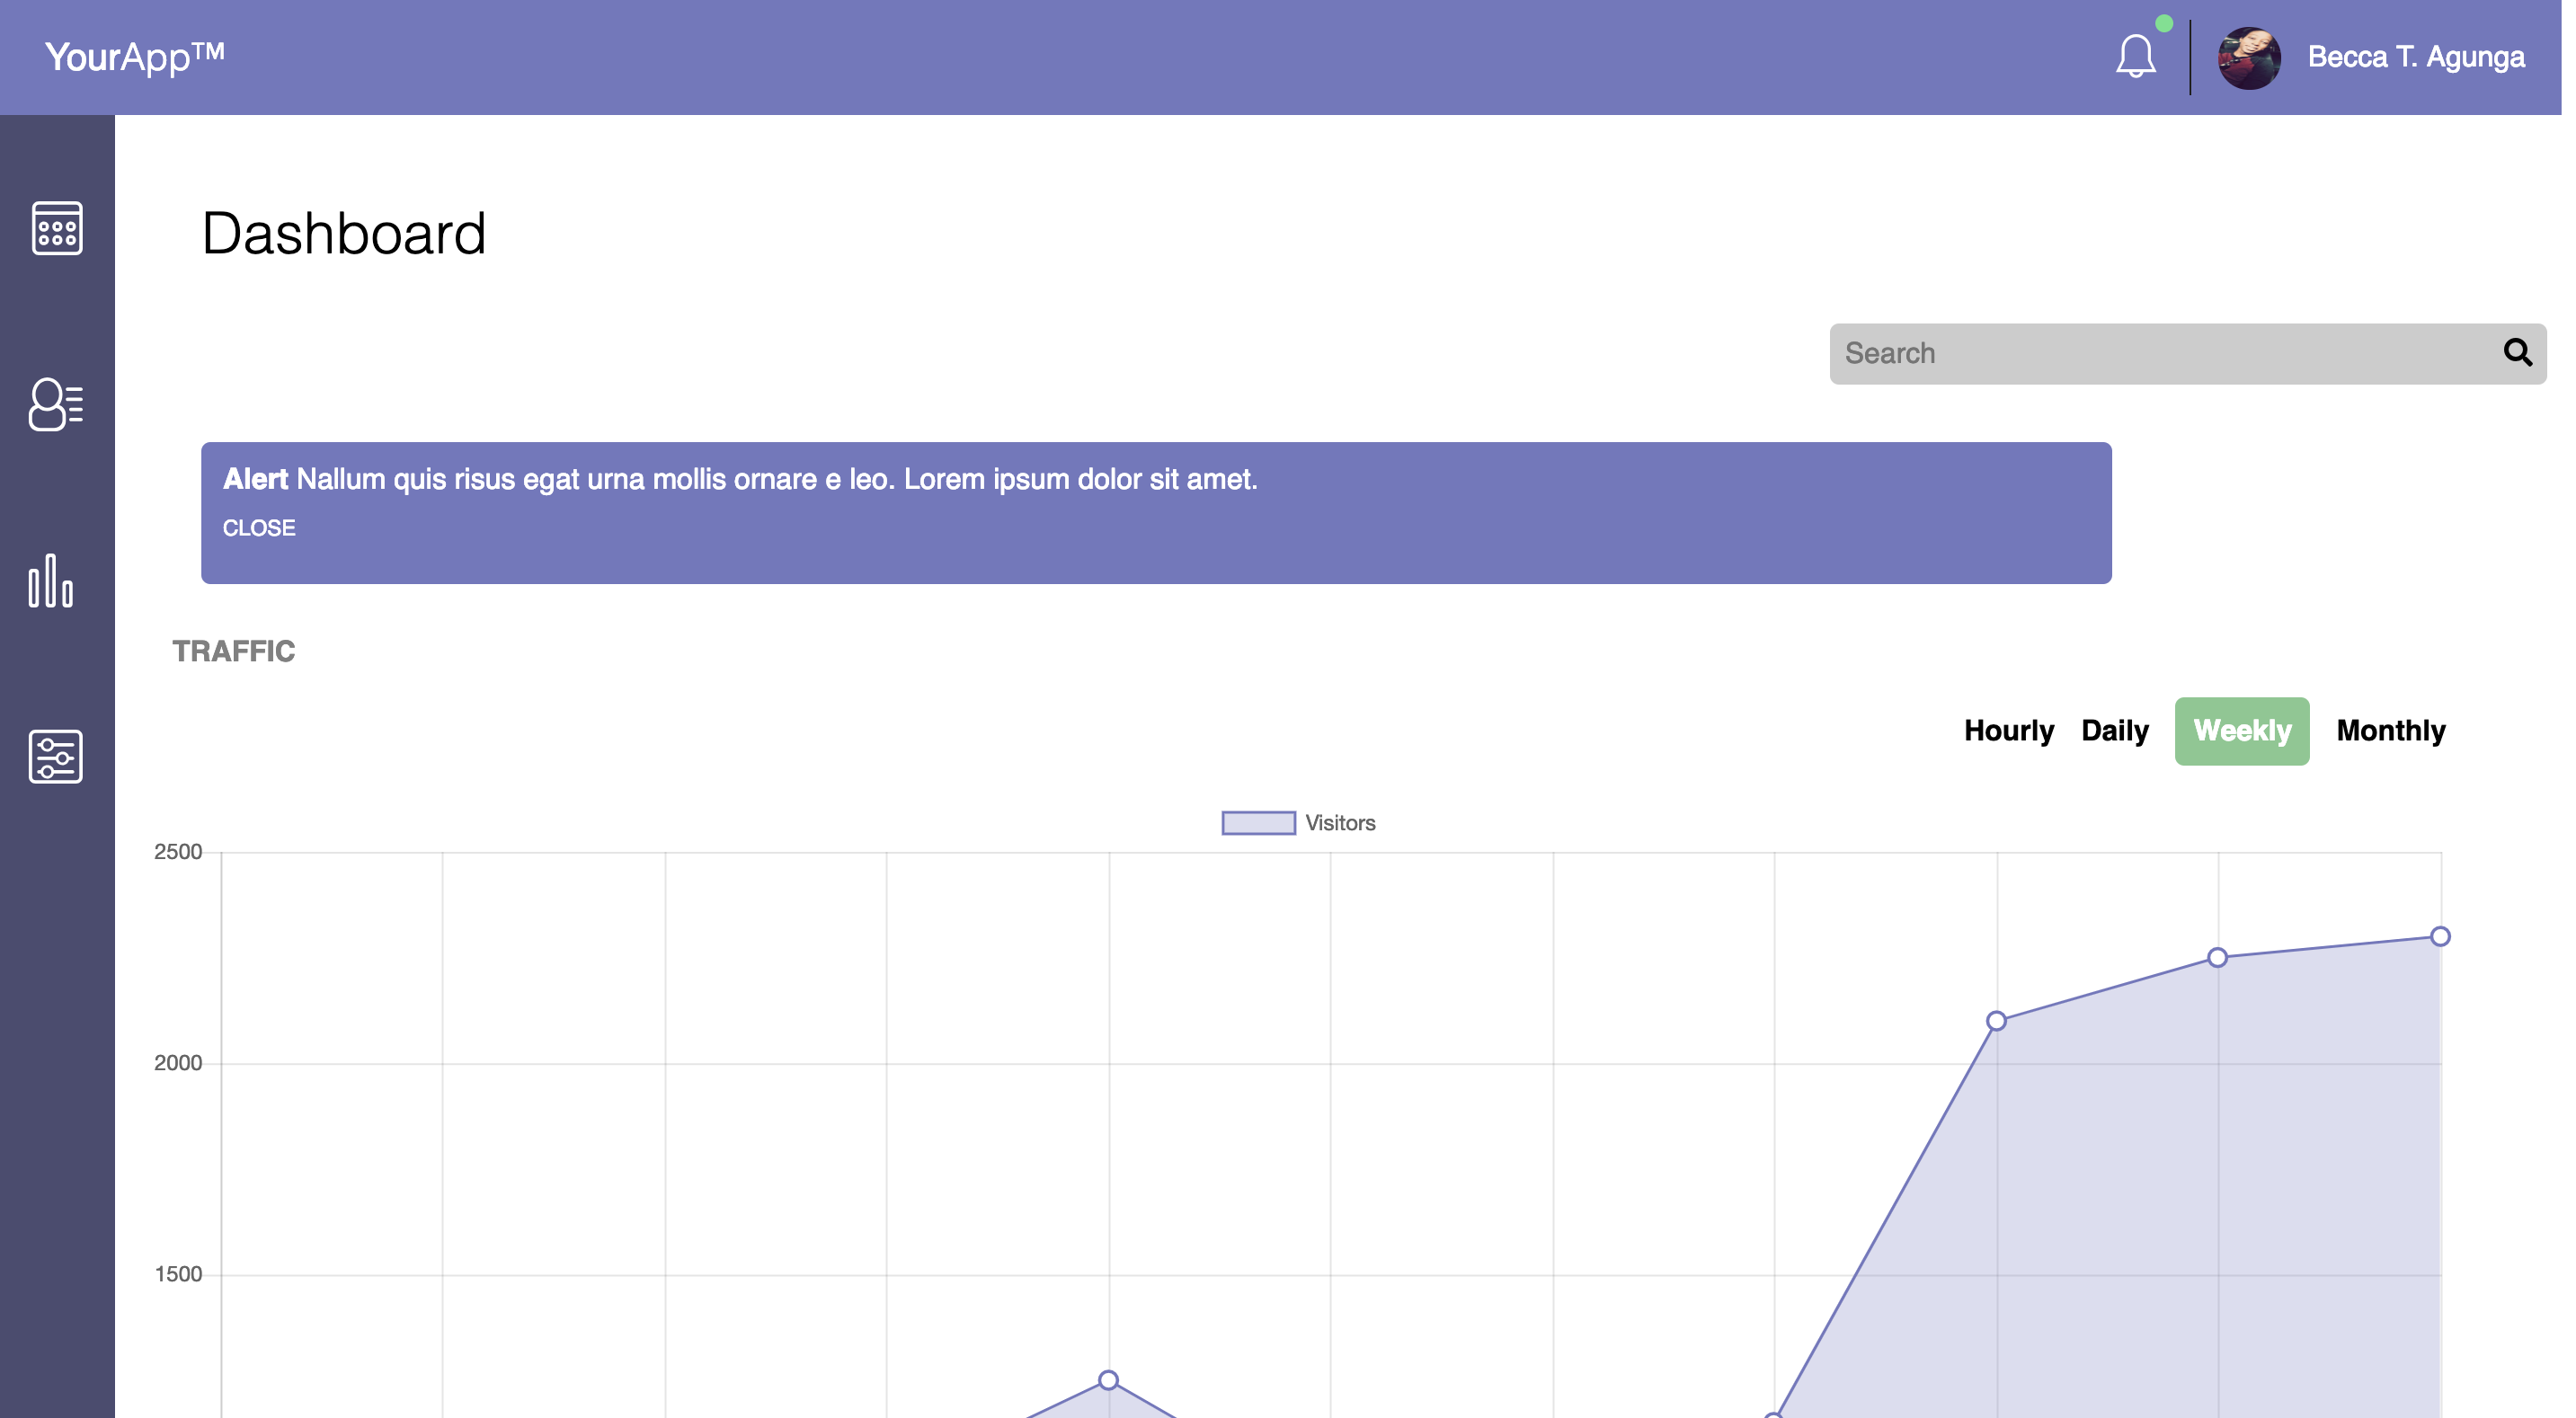 YourApp™
Becca T. Agunga
Dashboard
Search
Alert Nallum quis risus egat urna mollis ornare e leo. Lorem ipsum dolor sit amet.
CLOSE
TRAFFIC
Hourly Daily Weekly Monthly
Visitors
2500
2000
1500